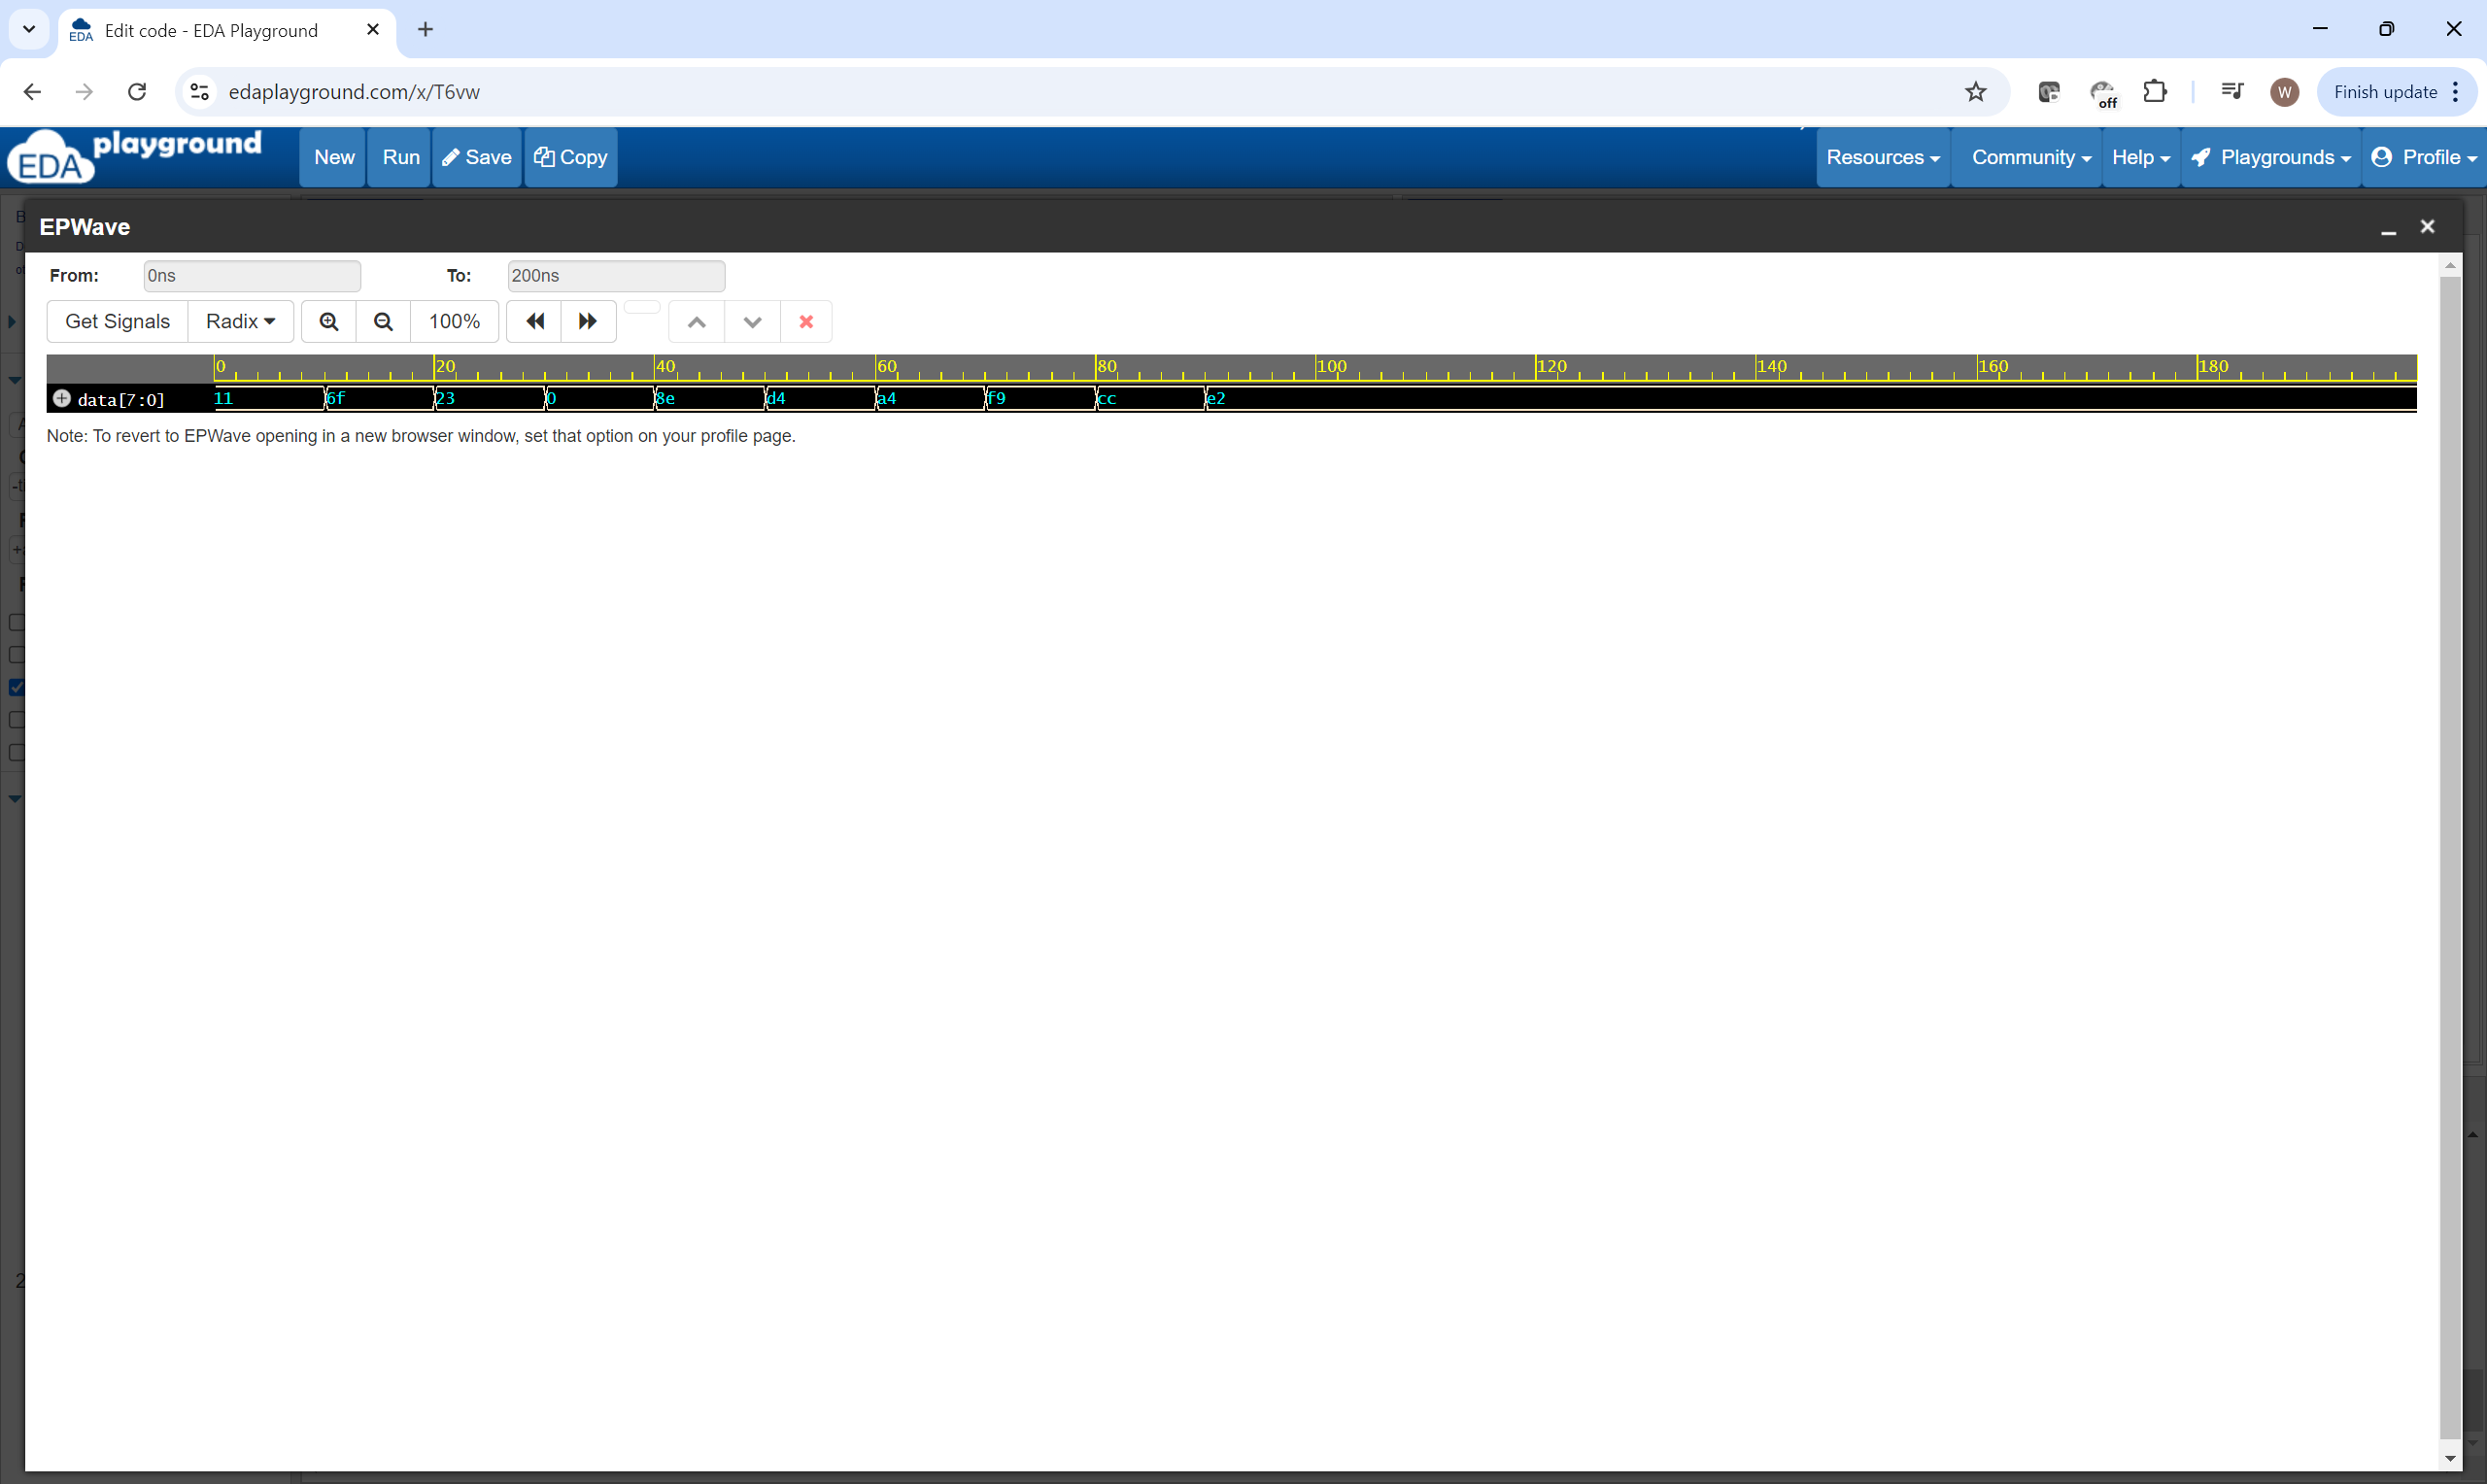 EDA Edit code - EDA Playground
edaplayground.com/x/T6vw off W Finish update
EDA playground New Run Save Copy Resources Community Help Playgrounds Profile
EPWave
From: 0ns To: 200ns
Get Signals Radix 100%
0 20 40 60 80 100 120 140 160 180
data[7:0] 11 6f 23 0 8e d4 a4 f9 cc e2
Note: To revert to EPWave opening in a new browser window, set that option on your profile page.